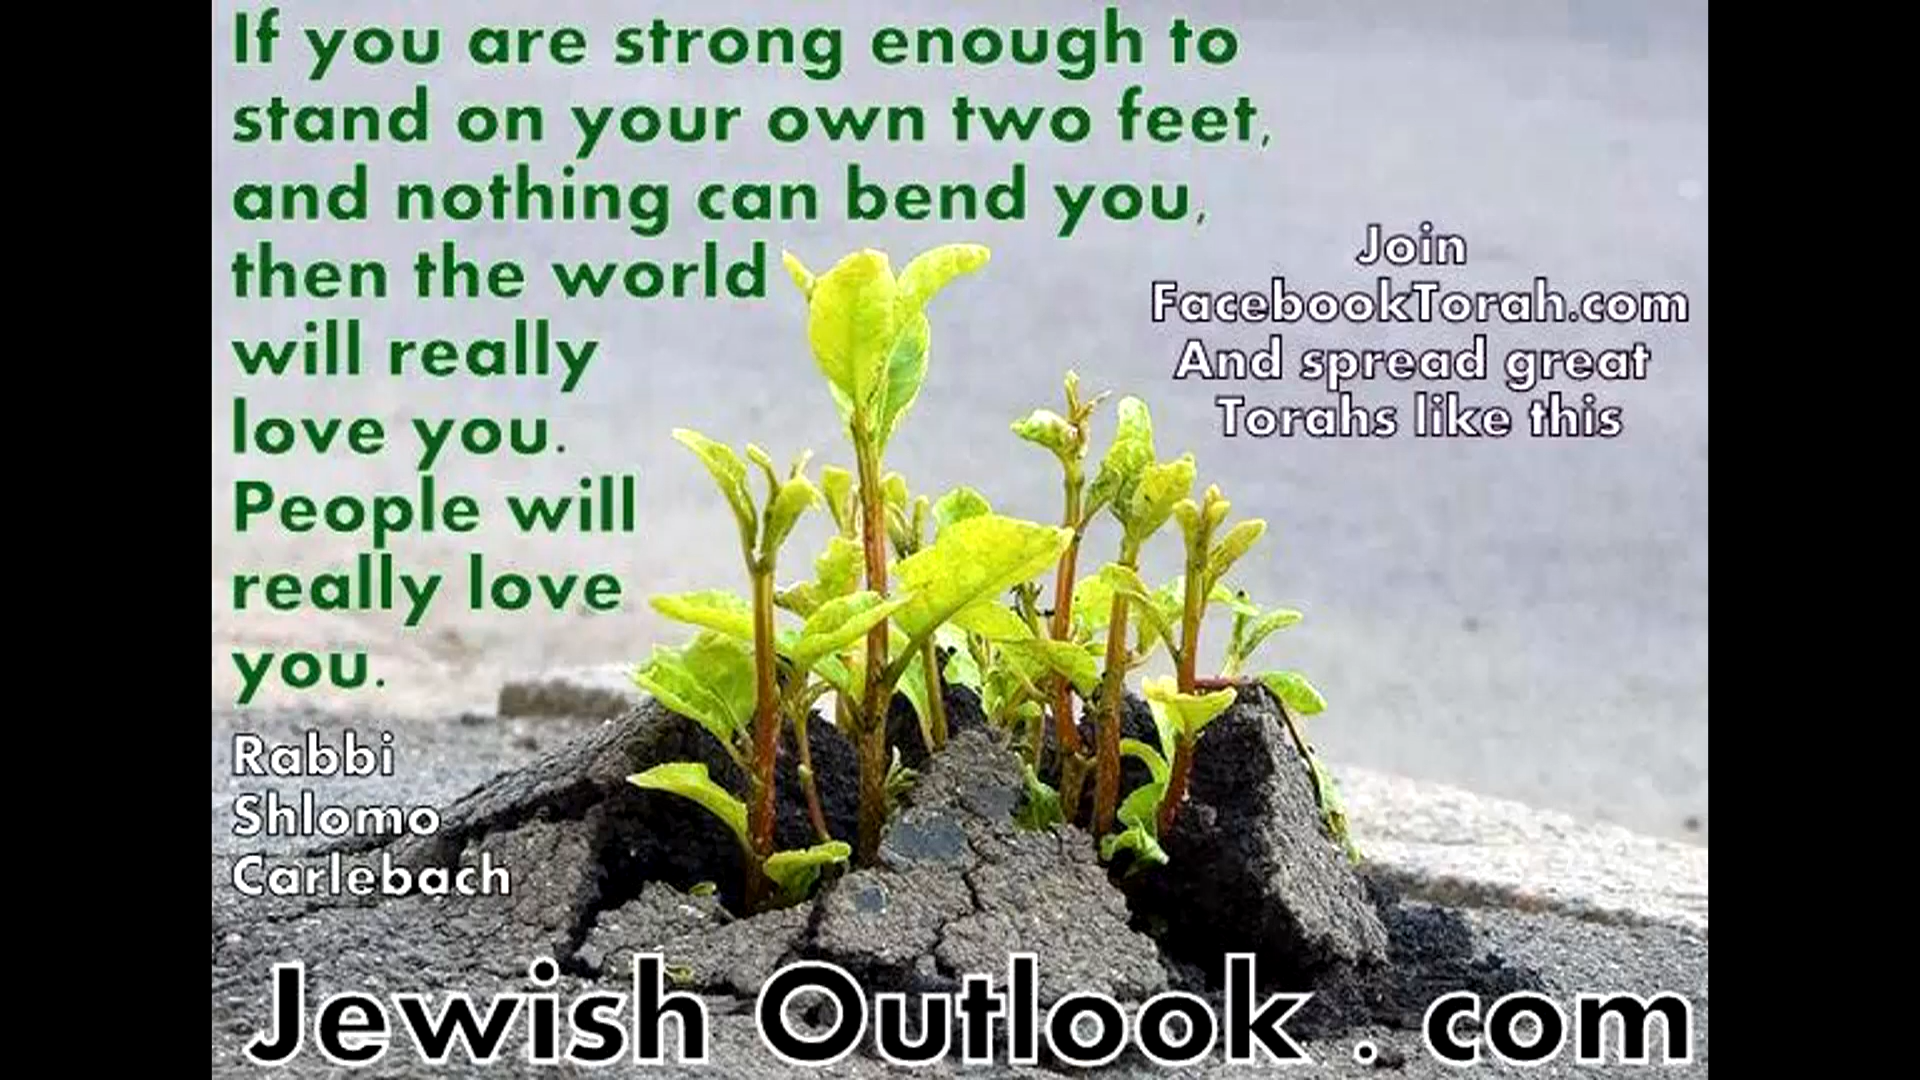 If you are strong enough to
stand on your own two feet,
and nothing can bend you,
then the world
will really
love you.
People will
really love
you.
Rabbi
Shlomo
Carlebach
Join
FacebookTorah.com
And spread great
Torahs like this
Jewish Outlook . com